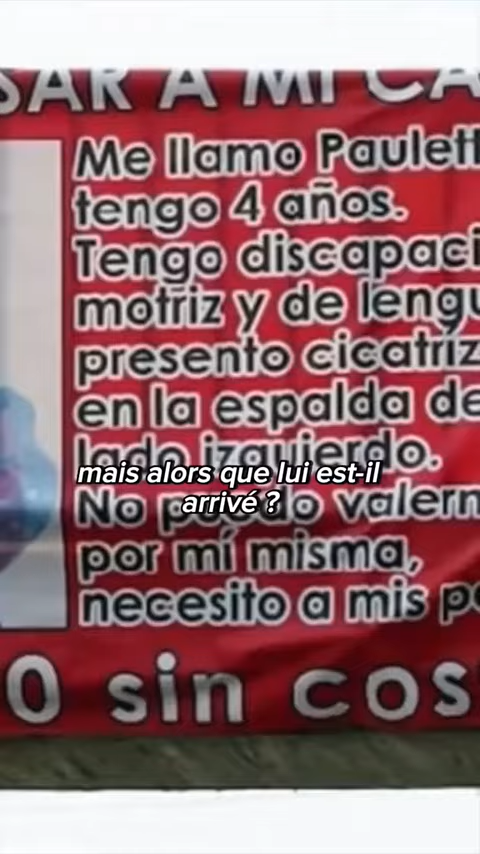 SAR A MI CA
Me llamo Paulett
tengo 4 años.
Tengo discapaci
motriz y de lengu
presento cicatriz
en la espalda de
lado izquierdo.
mais alors que lui est-il
arrivé ?
No puedo valerm
por mí misma,
necesito a mis pa
0 sin cos